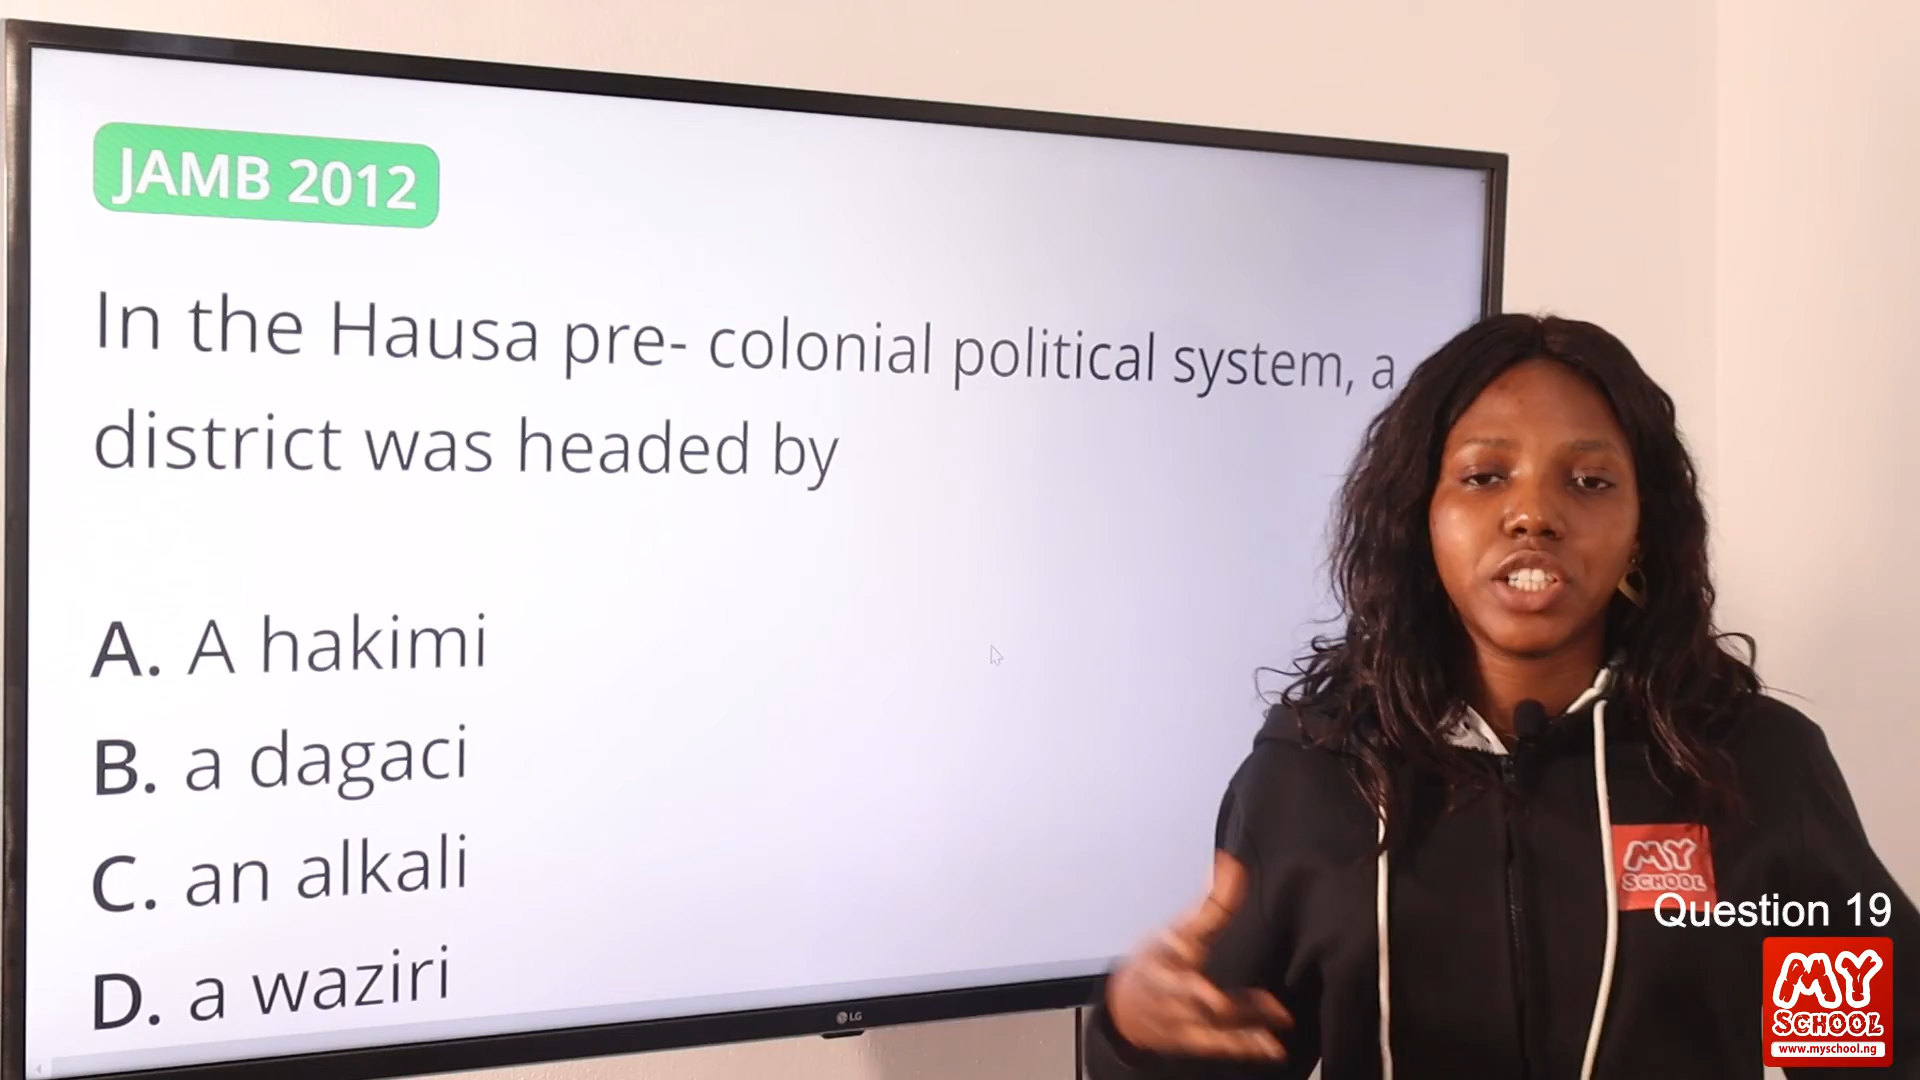 JAMB 2012
In the Hausa pre- colonial political system, a
district was headed by
A. A hakimi
B. a dagaci
C. an alkali
D. a waziri
LG
MY
SCHOOL
Question 19
MY
SCHOOL
www.myschool.ng